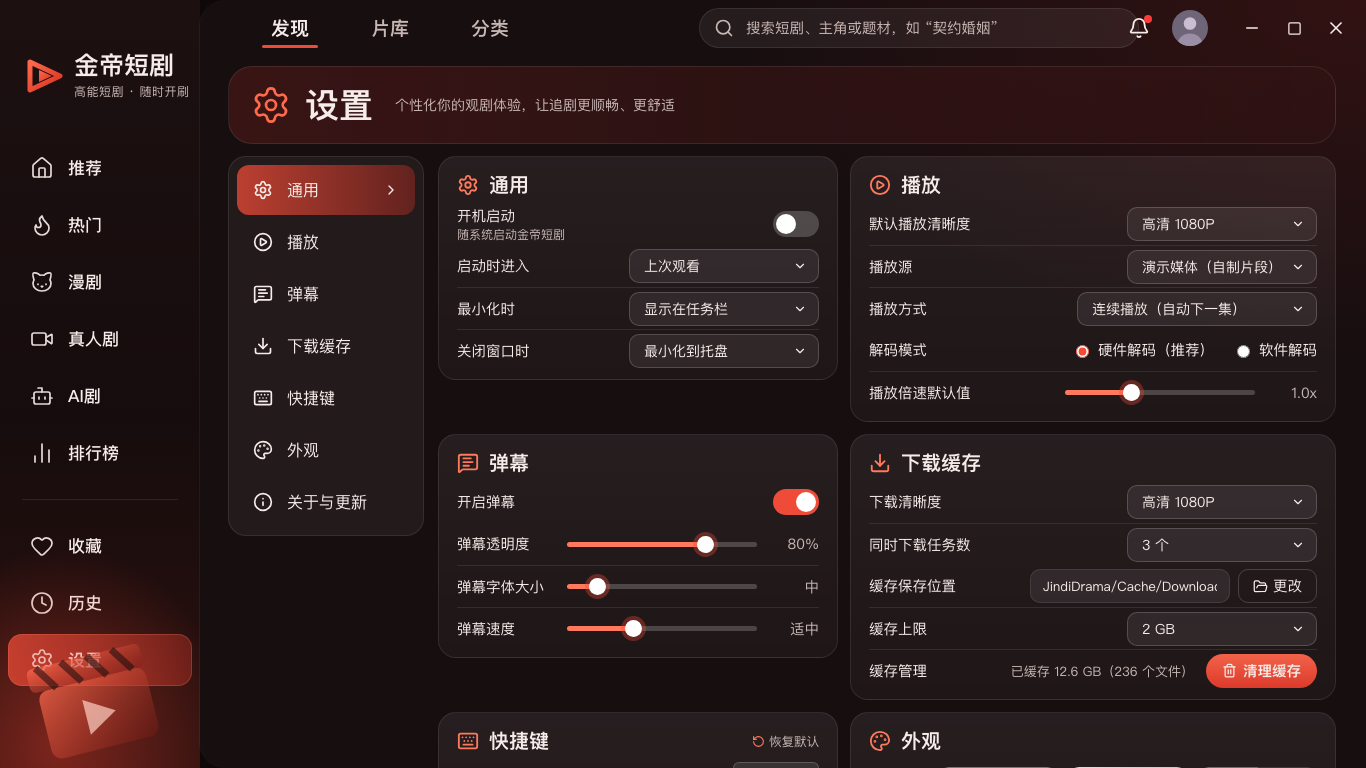 金帝短剧
高能短剧 · 随时开刷
推荐
热门
漫剧
真人剧
AI剧
排行榜
收藏
历史
设置
发现
片库
分类
搜索短剧、主角或题材，如 “契约婚姻”
设置
个性化你的观剧体验，让追剧更顺畅、更舒适
通用
播放
弹幕
下载缓存
快捷键
外观
关于与更新
通用
开机启动
随系统启动金帝短剧
启动时进入
上次观看
最小化时
显示在任务栏
关闭窗口时
最小化到托盘
播放
默认播放清晰度
高清 1080P
播放源
演示媒体（自制片段）
播放方式
连续播放（自动下一集）
解码模式
硬件解码（推荐）
软件解码
播放倍速默认值
1.0x
弹幕
开启弹幕
弹幕透明度
80%
弹幕字体大小
中
弹幕速度
适中
下载缓存
下载清晰度
高清 1080P
同时下载任务数
3 个
缓存保存位置
JindiDrama/Cache/Downloac
更改
缓存上限
2 GB
缓存管理
已缓存 12.6 GB（236 个文件）
清理缓存
快捷键
恢复默认
外观